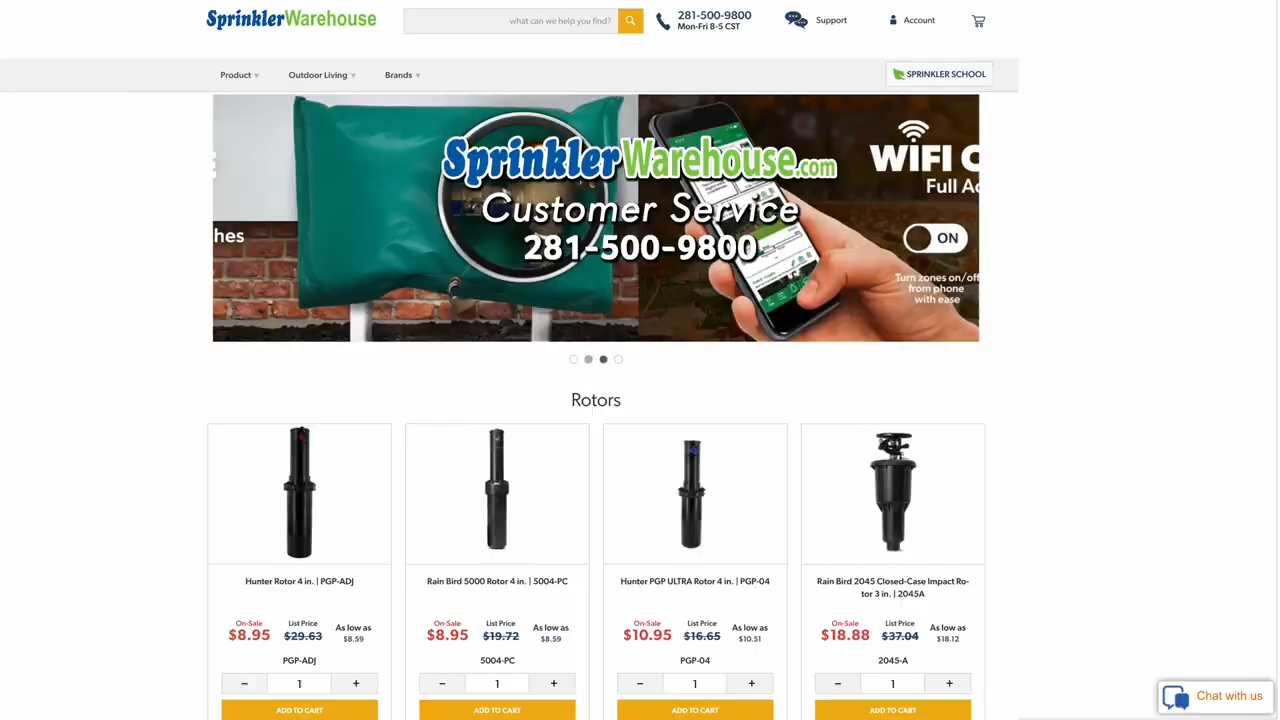 SprinklerWarehouse
what can we help you find?
281-500-9800
Mon-Fri 8-5 CST
Support
Account
Product
Outdoor Living
Brands
SPRINKLER SCHOOL
SprinklerWarehouse.com
Customer Service
281-500-9800
hes
WIFI C
Full Ac
ON
Turn zones on/off
from phone
with ease
Rotors
Hunter Rotor 4 in. | PGP-ADJ
On-Sale List Price As low as
$8.95 $29.63 $8.59
PGP-ADJ
− 1 +
ADD TO CART
Rain Bird 5000 Rotor 4 in. | 5004-PC
On-Sale List Price As low as
$8.95 $19.72 $8.59
5004-PC
− 1 +
ADD TO CART
Hunter PGP ULTRA Rotor 4 in. | PGP-04
On-Sale List Price As low as
$10.95 $16.65 $10.51
PGP-04
− 1 +
ADD TO CART
Rain Bird 2045 Closed-Case Impact Ro-
tor 3 in. | 2045A
On-Sale List Price As low as
$18.88 $37.04 $18.12
2045-A
− 1 +
ADD TO CART
Chat with us